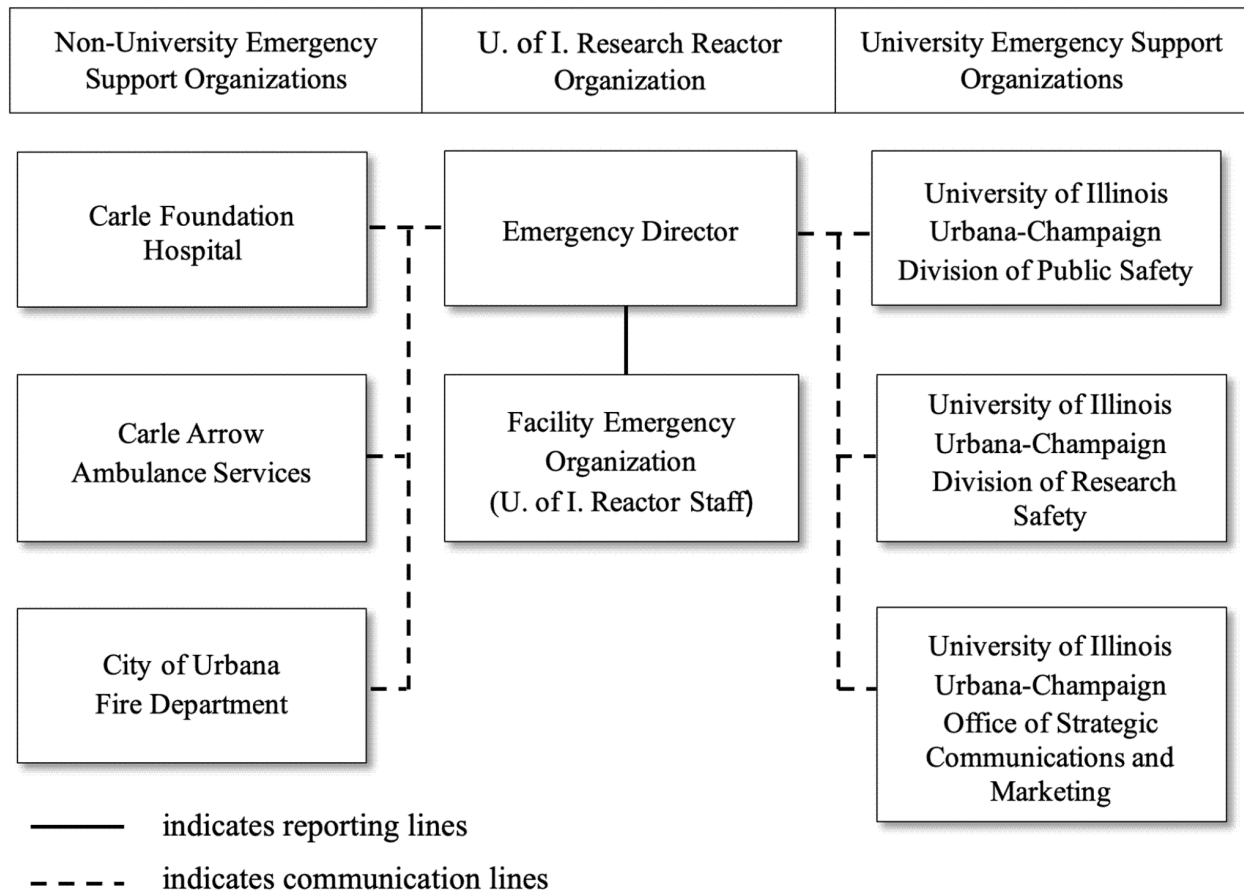 Non-University Emergency
Support Organizations
U. of I. Research Reactor
Organization
University Emergency Support
Organizations
Carle Foundation
Hospital
Emergency Director
University of Illinois
Urbana-Champaign
Division of Public Safety
Carle Arrow
Ambulance Services
Facility Emergency
Organization
(U. of I. Reactor Staff)
University of Illinois
Urbana-Champaign
Division of Research
Safety
City of Urbana
Fire Department
University of Illinois
Urbana-Champaign
Office of Strategic
Communications and
Marketing
indicates reporting lines
indicates communication lines